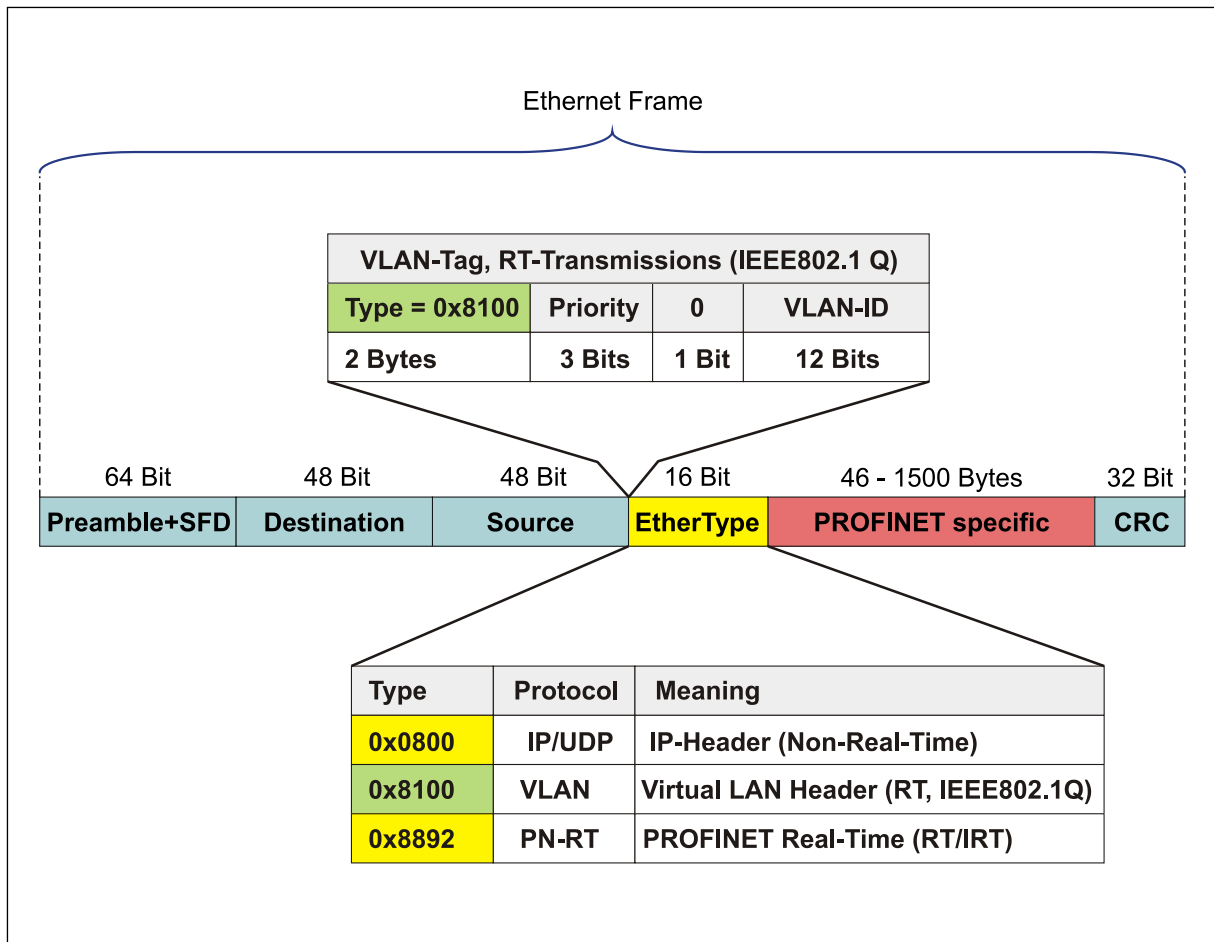 Ethernet Frame
VLAN-Tag, RT-Transmissions (IEEE802.1 Q)
Type = 0x8100 Priority 0 VLAN-ID
2 Bytes 3 Bits 1 Bit 12 Bits
64 Bit 48 Bit 48 Bit 16 Bit 46 - 1500 Bytes 32 Bit
Preamble+SFD Destination Source EtherType PROFINET specific CRC
Type Protocol Meaning
0x0800 IP/UDP IP-Header (Non-Real-Time)
0x8100 VLAN Virtual LAN Header (RT, IEEE802.1Q)
0x8892 PN-RT PROFINET Real-Time (RT/IRT)